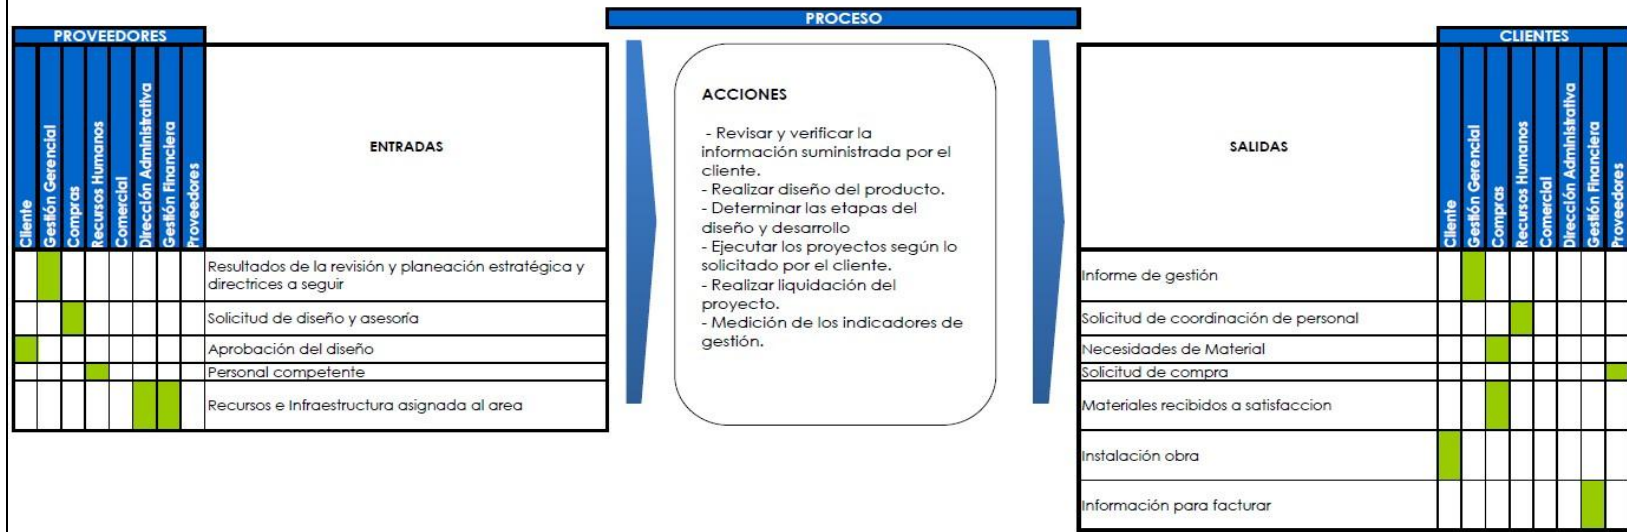 PROCESO
PROVEEDORES
Cliente
Gestión Gerencial
Compras
Recursos Humanos
Comercial
Dirección Administrativa
Gestión Financiera
Proveedores
ENTRADAS
Resultados de la revisión y planeación estratégica y
directrices a seguir
Solicitud de diseño y asesoría
Aprobación del diseño
Personal competente
Recursos e Infraestructura asignada al area
ACCIONES
- Revisar y verificar la
información suministrada por el
cliente.
- Realizar diseño del producto.
- Determinar las etapas del
diseño y desarrollo
- Ejecutar los proyectos según lo
solicitado por el cliente.
- Realizar liquidación del
proyecto.
- Medición de los indicadores de
gestión.
CLIENTES
SALIDAS
Cliente
Gestión Gerencial
Compras
Recursos Humanos
Comercial
Dirección Administrativa
Gestión Financiera
Proveedores
Informe de gestión
Solicitud de coordinación de personal
Necesidades de Material
Solicitud de compra
Materiales recibidos a satisfaccion
Instalación obra
Información para facturar